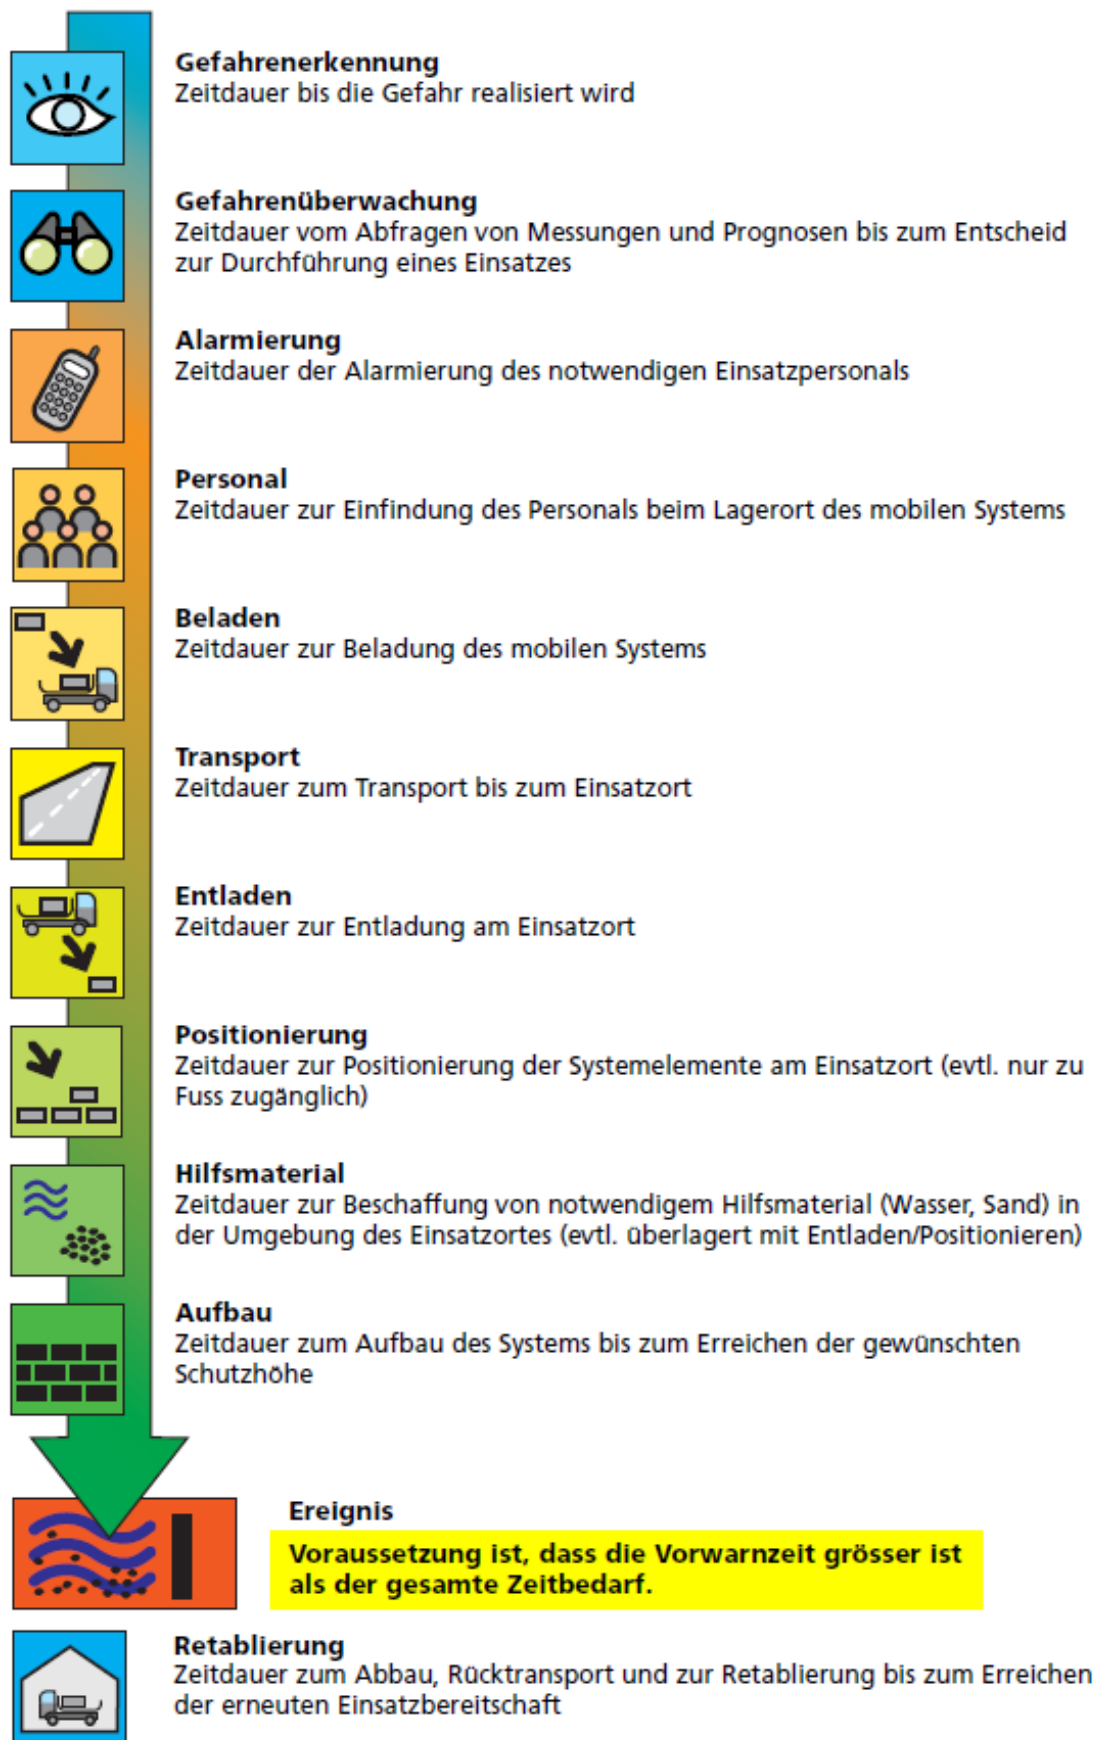 Gefahrenerkennung
Zeitdauer bis die Gefahr realisiert wird
Gefahrenüberwachung
Zeitdauer vom Abfragen von Messungen und Prognosen bis zum Entscheid
zur Durchführung eines Einsatzes
Alarmierung
Zeitdauer der Alarmierung des notwendigen Einsatzpersonals
Personal
Zeitdauer zur Einfindung des Personals beim Lagerort des mobilen Systems
Beladen
Zeitdauer zur Beladung des mobilen Systems
Transport
Zeitdauer zum Transport bis zum Einsatzort
Entladen
Zeitdauer zur Entladung am Einsatzort
Positionierung
Zeitdauer zur Positionierung der Systemelemente am Einsatzort (evtl. nur zu
Fuss zugänglich)
Hilfsmaterial
Zeitdauer zur Beschaffung von notwendigem Hilfsmaterial (Wasser, Sand) in
der Umgebung des Einsatzortes (evtl. überlagert mit Entladen/Positionieren)
Aufbau
Zeitdauer zum Aufbau des Systems bis zum Erreichen der gewünschten
Schutzhöhe
Ereignis
Voraussetzung ist, dass die Vorwarnzeit grösser ist
als der gesamte Zeitbedarf.
Retablierung
Zeitdauer zum Abbau, Rücktransport und zur Retablierung bis zum Erreichen
der erneuten Einsatzbereitschaft